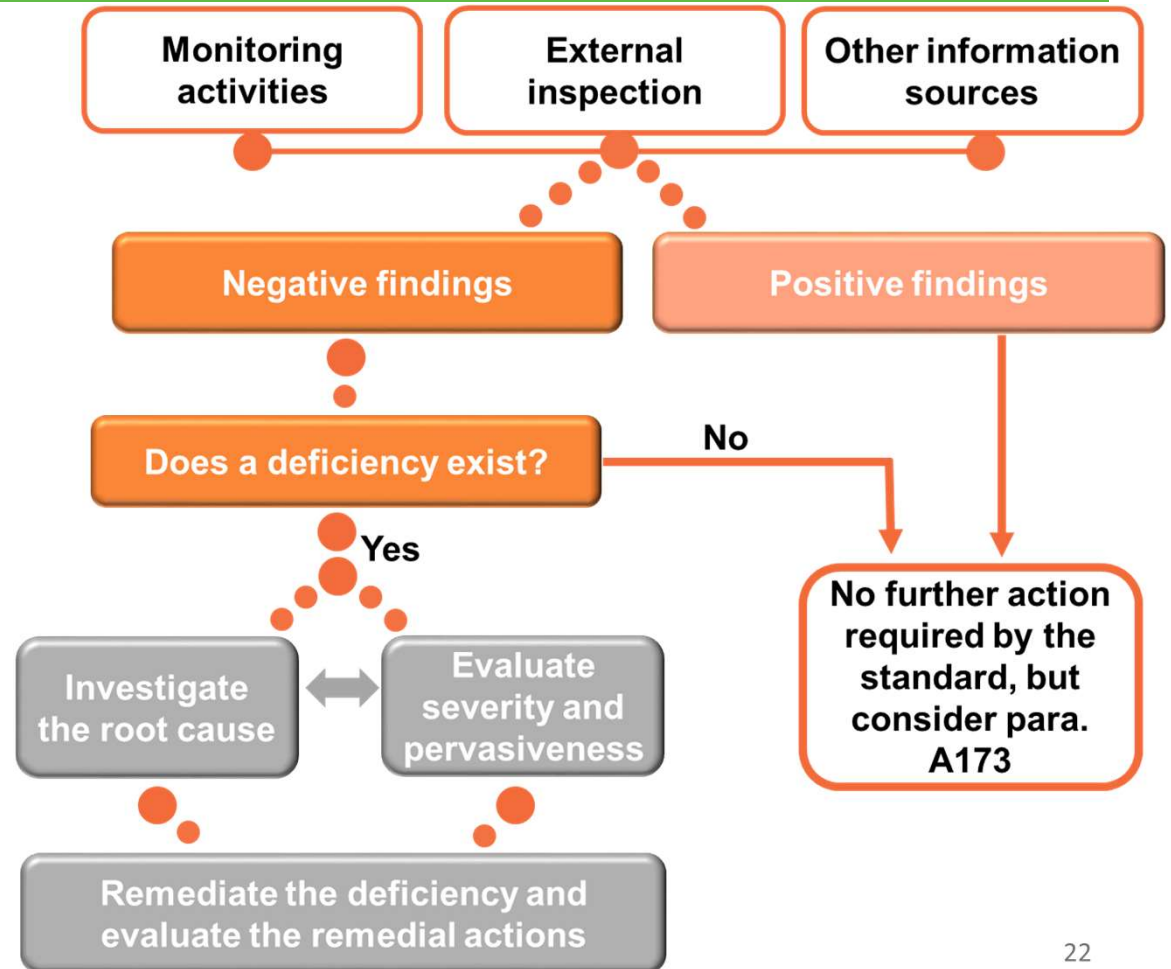 Monitoring
activities
External
inspection
Other information
sources
Negative findings
Positive findings
Does a deficiency exist?
No
Yes
No further action
required by the
standard, but
consider para.
A173
Investigate
the root cause
Evaluate
severity and
pervasiveness
Remediate the deficiency and
evaluate the remedial actions
22